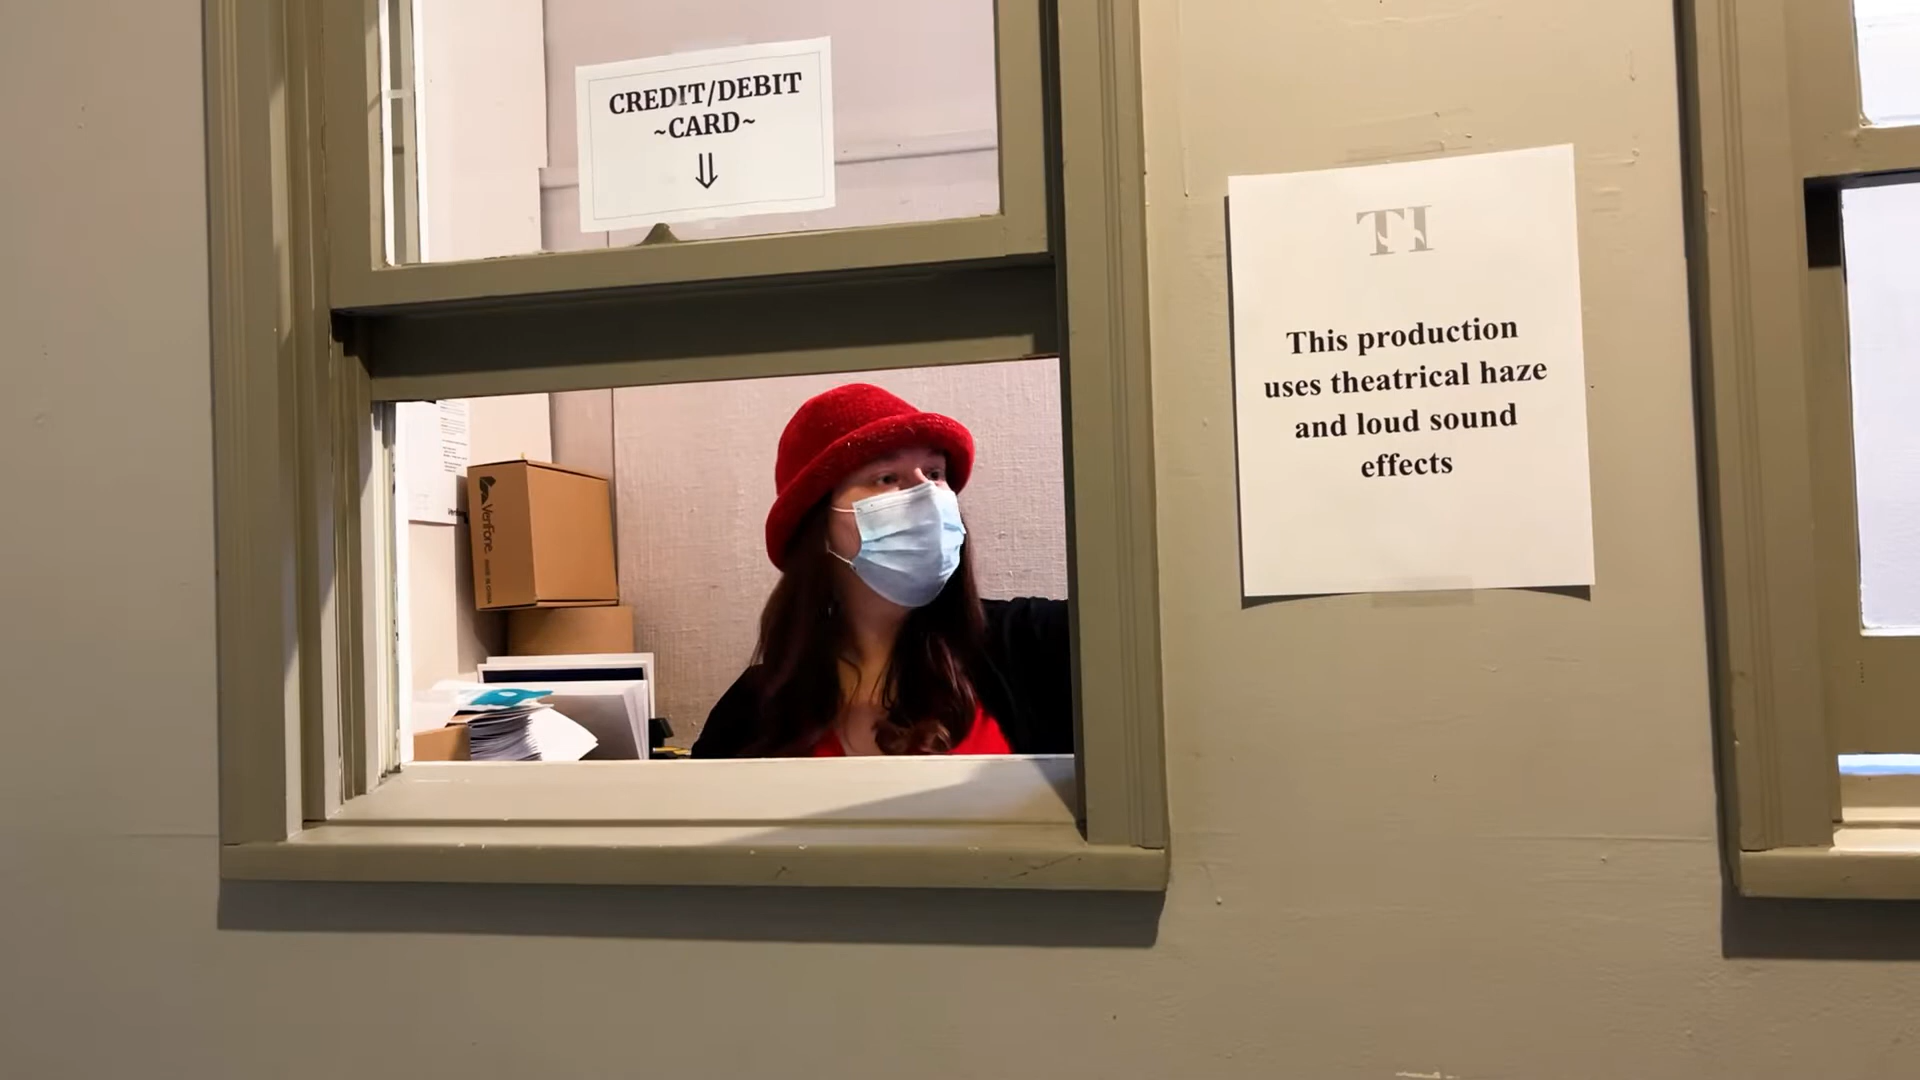 CREDIT/DEBIT
~CARD~
TI
This production
uses theatrical haze
and loud sound
effects
VeriFone